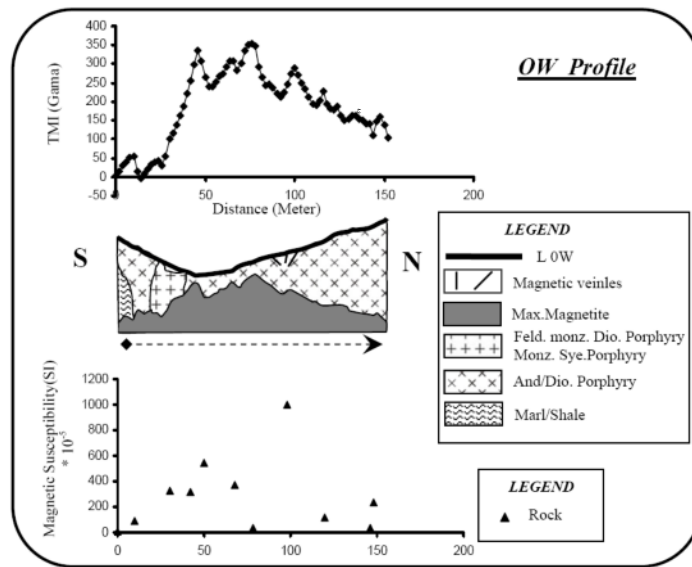 OW Profile
TMI (Gama)
400
350
300
250
200
150
100
50
0
-50
0
50
100
150
200
Distance (Meter)
S
N
LEGEND
L 0W
Magnetic veinles
Max.Magnetite
Feld. monz. Dio. Porphyry
Monz. Sye.Porphyry
And/Dio. Porphyry
Marl/Shale
Magnetic Susceptibility(SI)
* 10-5
1200
1000
800
600
400
200
0
0
50
100
150
200
LEGEND
Rock